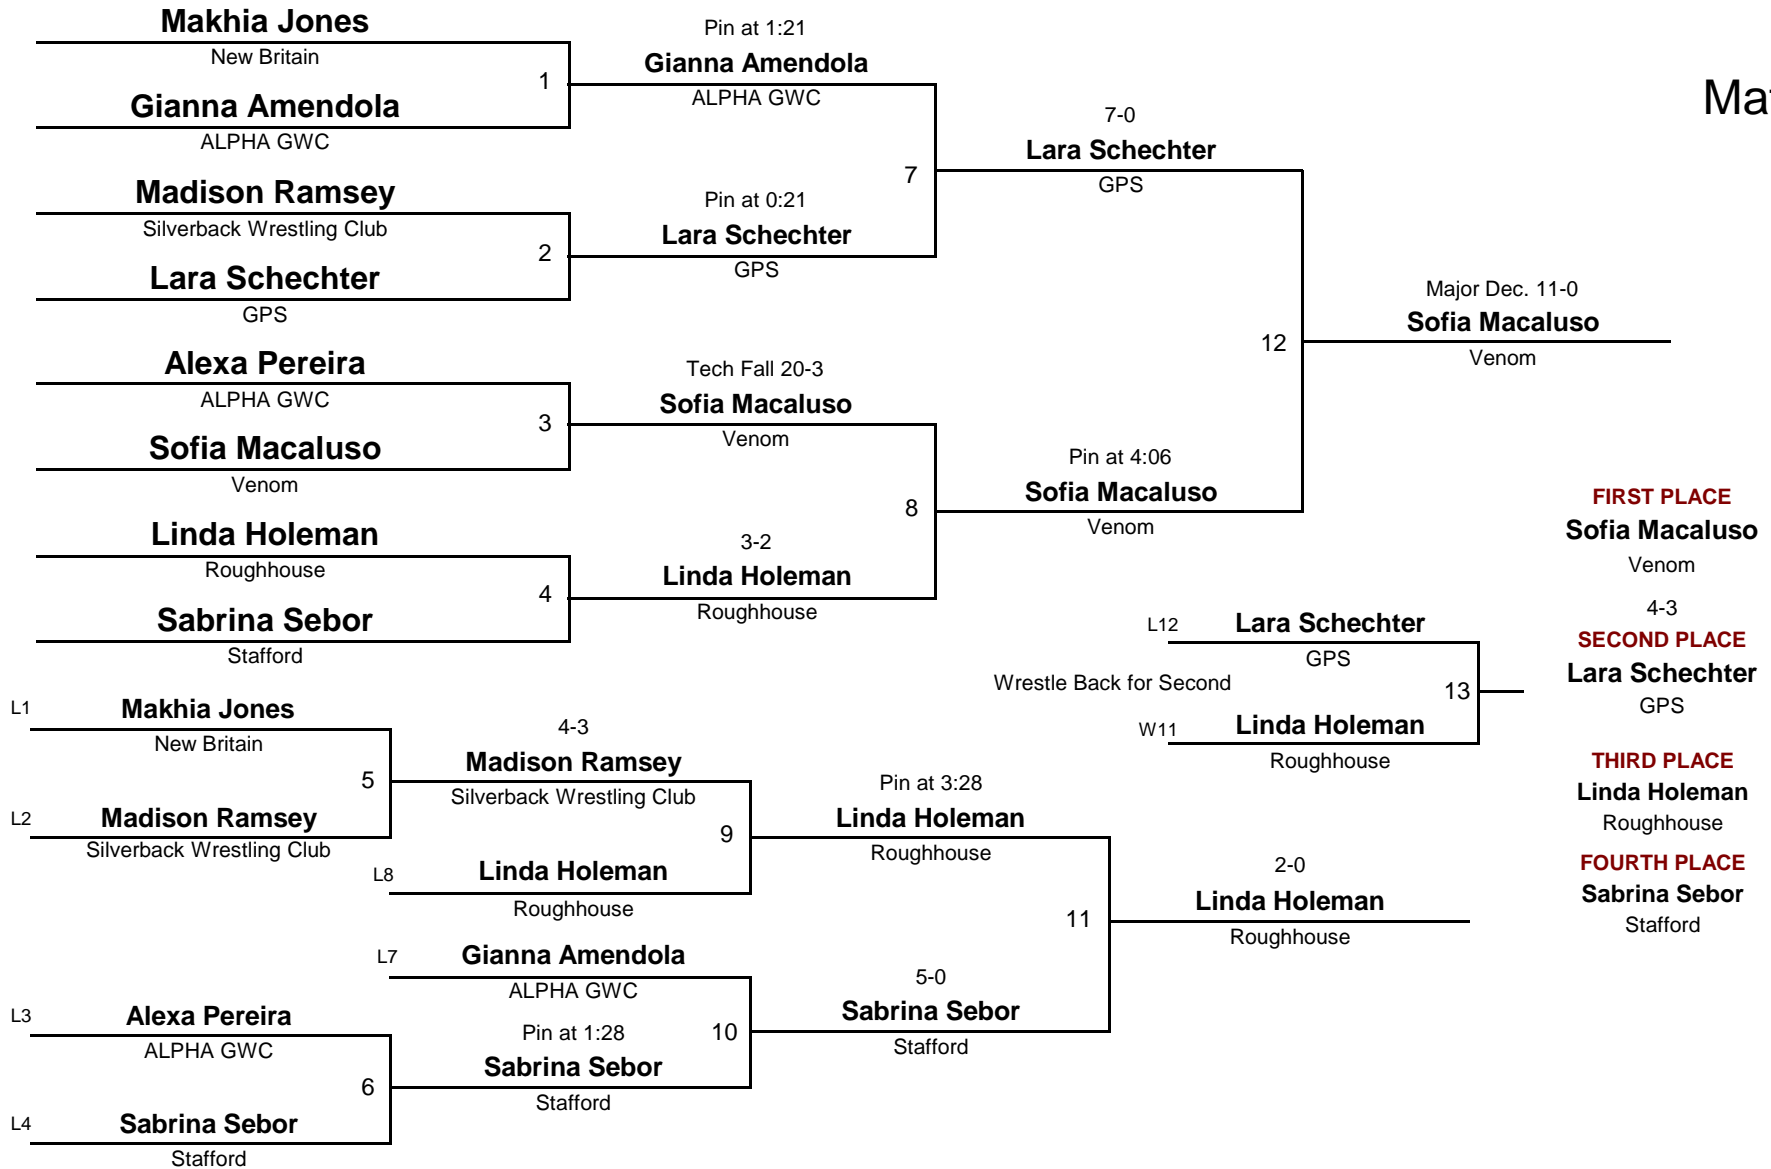 Makhia Jones
New Britain
1
Gianna Amendola
ALPHA GWC
Madison Ramsey
Silverback Wrestling Club
2
Lara Schechter
GPS
Alexa Pereira
ALPHA GWC
3
Sofia Macaluso
Venom
Linda Holeman
Roughhouse
4
Sabrina Sebor
Stafford
Pin at 1:21
Gianna Amendola
ALPHA GWC
7
Pin at 0:21
Lara Schechter
GPS
Tech Fall 20-3
Sofia Macaluso
Venom
8
3-2
Linda Holeman
Roughhouse
7-0
Lara Schechter
GPS
12
Pin at 4:06
Sofia Macaluso
Venom
Major Dec. 11-0
Sofia Macaluso
Venom
L1 Makhia Jones
New Britain
5
L2 Madison Ramsey
Silverback Wrestling Club
L3 Alexa Pereira
ALPHA GWC
6
L4 Sabrina Sebor
Stafford
4-3
Madison Ramsey
Silverback Wrestling Club
9
L8 Linda Holeman
Roughhouse
L7 Gianna Amendola
ALPHA GWC
10
Pin at 1:28
Sabrina Sebor
Stafford
Pin at 3:28
Linda Holeman
Roughhouse
11
5-0
Sabrina Sebor
Stafford
2-0
Linda Holeman
Roughhouse
L12 Lara Schechter
GPS
Wrestle Back for Second
13
W11 Linda Holeman
Roughhouse
FIRST PLACE
Sofia Macaluso
Venom
4-3
SECOND PLACE
Lara Schechter
GPS
THIRD PLACE
Linda Holeman
Roughhouse
FOURTH PLACE
Sabrina Sebor
Stafford